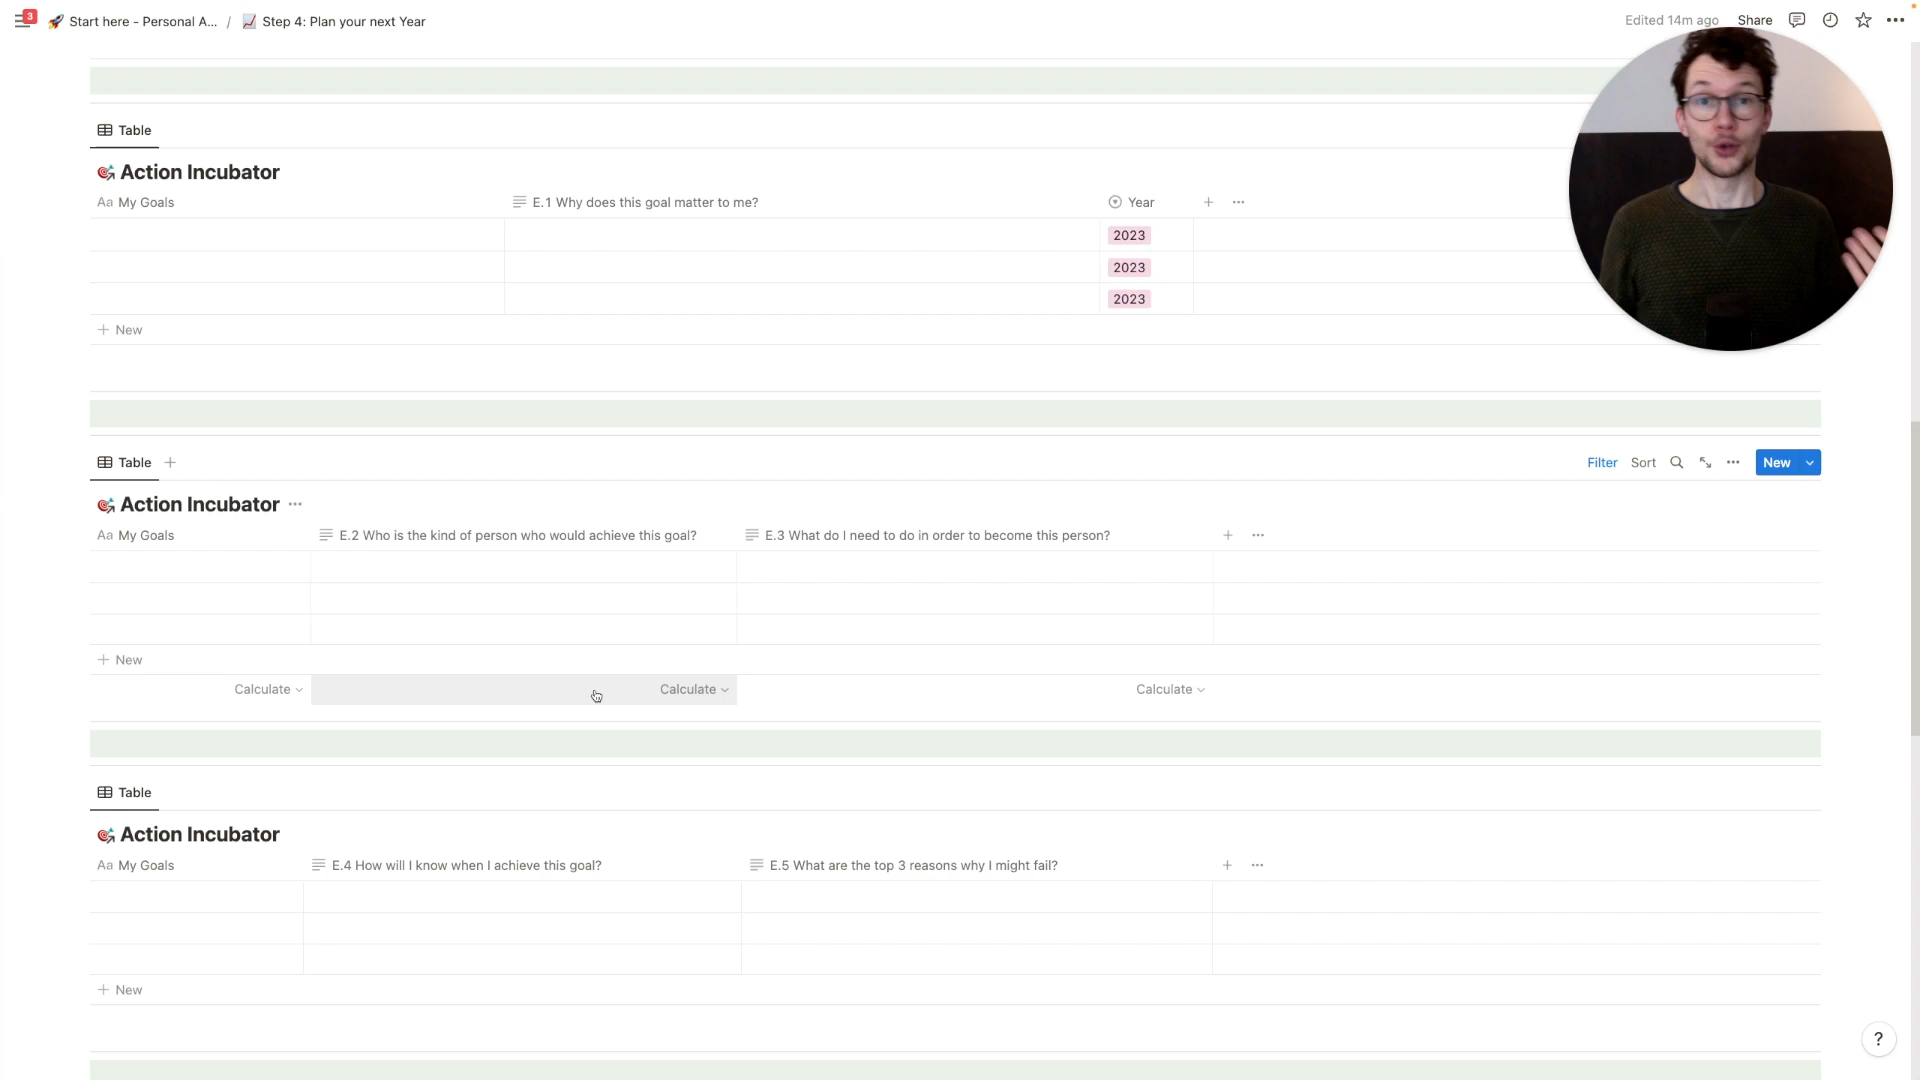 3 Start here - Personal A... / Step 4: Plan your next Year Edited 14m ago Share
Table
Action Incubator
Aa My Goals E.1 Why does this goal matter to me? Year
2023
2023
2023
+ New
Table Filter Sort New
Action Incubator
Aa My Goals E.2 Who is the kind of person who would achieve this goal? E.3 What do I need to do in order to become this person?
+ New
Calculate Calculate Calculate
Table
Action Incubator
Aa My Goals E.4 How will I know when I achieve this goal? E.5 What are the top 3 reasons why I might fail?
+ New
?